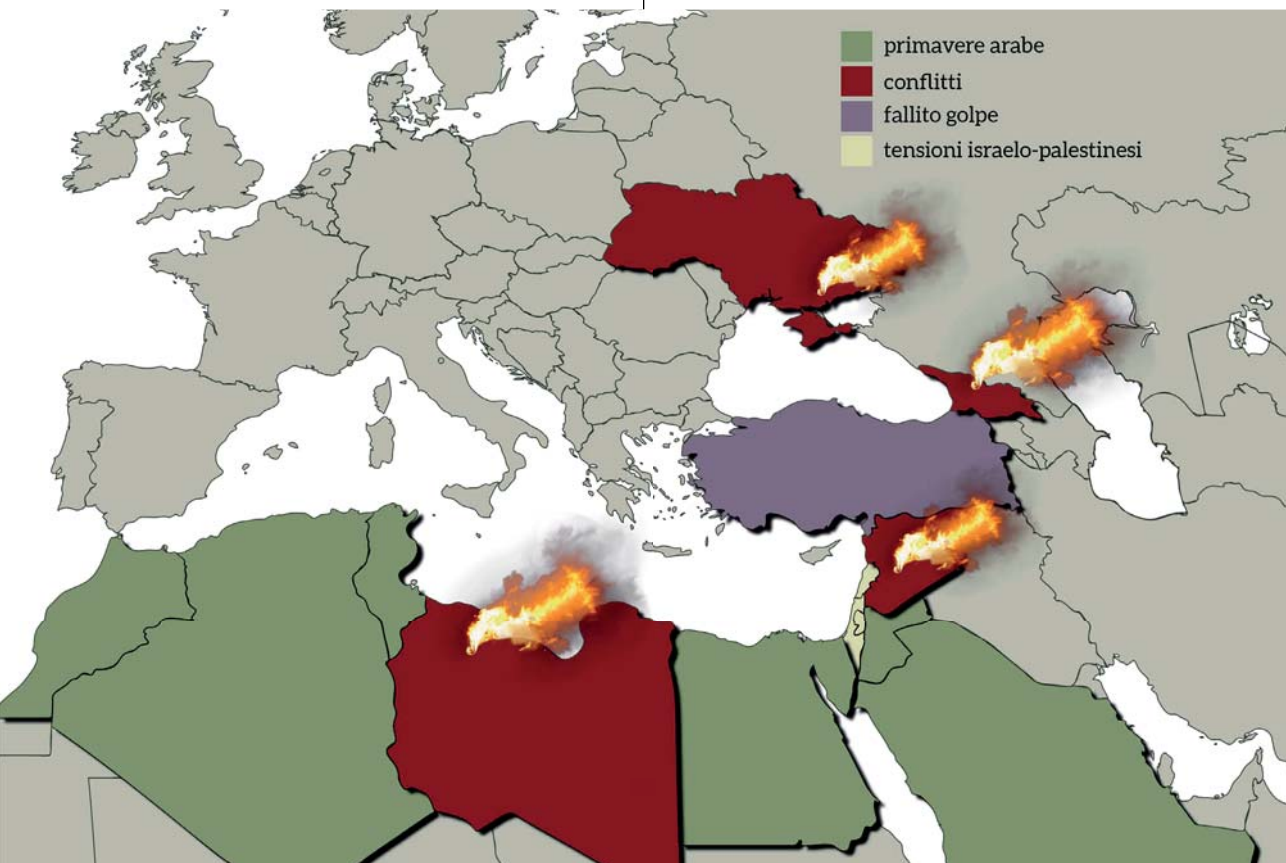 primavere arabe
conflitti
fallito golpe
tensioni israelo-palestinesi